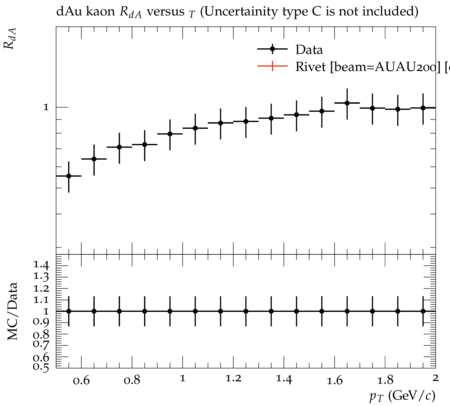 dAu kaon R_dA versus _T (Uncertainity type C is not included)
R_dA
Data
Rivet [beam=AUAU200] [
1
MC/Data
1.4
1.3
1.2
1.1
1
0.9
0.8
0.7
0.6
0.5
0.6 0.8 1 1.2 1.4 1.6 1.8 2
p_T (GeV/c)